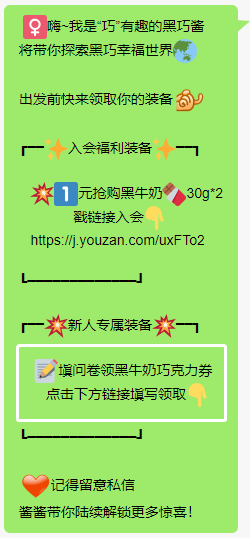 ♀️嗨~我是“巧”有趣的黑巧酱
将带你探索黑巧幸福世界🌏
出发前快来领取你的装备🐌
┏━━✨入会福利装备✨━━┓
💥1️⃣元抢购黑牛奶🍫30g*2
戳链接入会👇
https://j.youzan.com/uxFTo2
┗━━━━━━━━━━┛
┏━━💥新人专属装备💥━━┓
📝填问卷领黑牛奶巧克力券
点击下方链接填写领取👇
┗━━━━━━━━━━┛
❤️记得留意私信
酱酱带你陆续解锁更多惊喜！